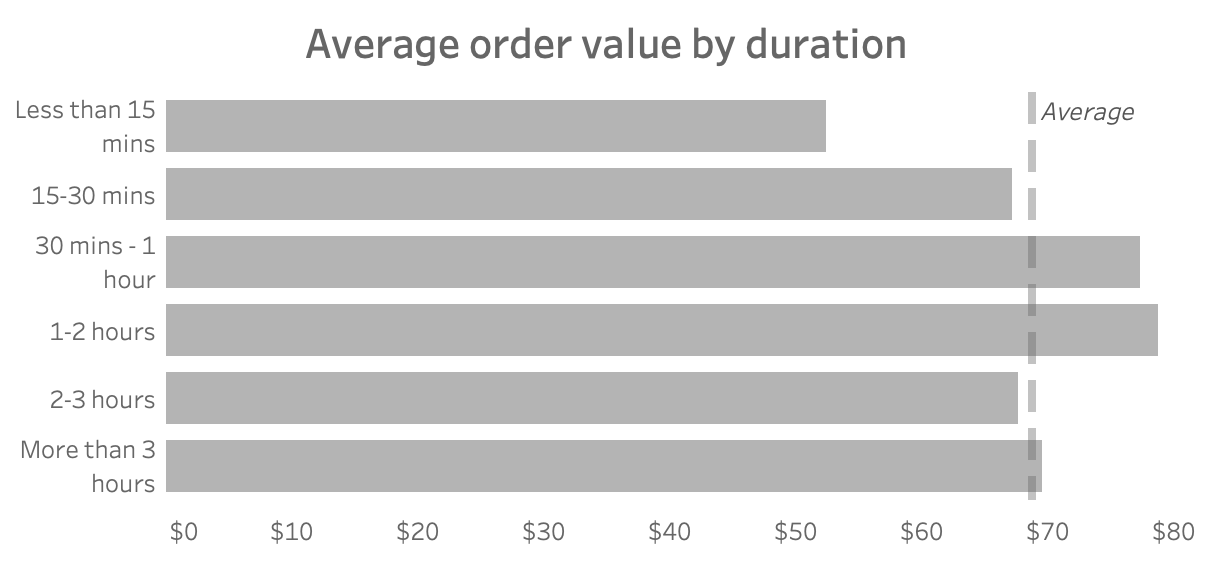 Average order value by duration
Less than 15
mins
Average
15-30 mins
30 mins - 1
hour
1-2 hours
2-3 hours
More than 3
hours
$0 $10 $20 $30 $40 $50 $60 $70 $80